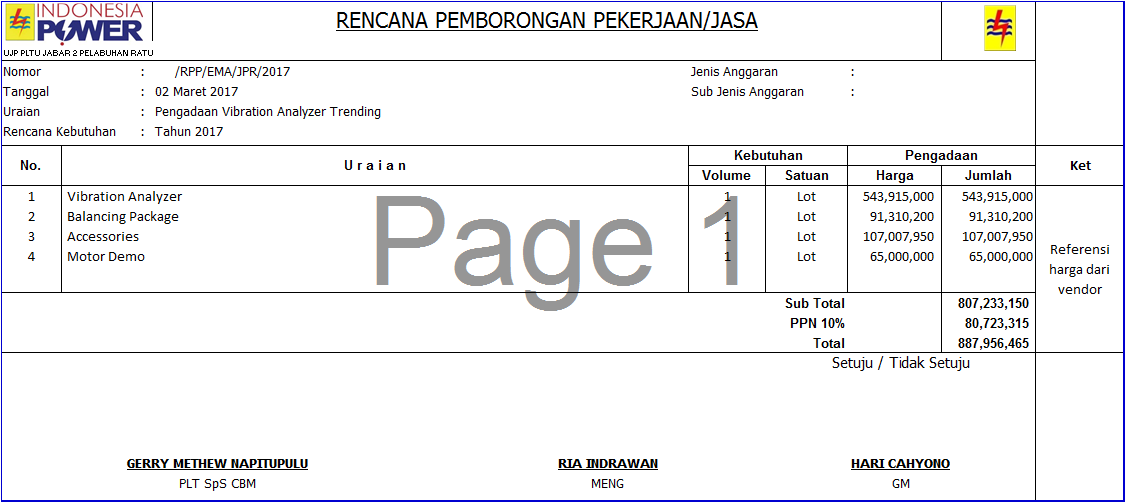 INDONESIA
POWER
UJP PLTU JABAR 2 PELABUHAN RATU
RENCANA PEMBORONGAN PEKERJAAN/JASA
Nomor : /RPP/EMA/JPR/2017 Jenis Anggaran :
Tanggal : 02 Maret 2017 Sub Jenis Anggaran :
Uraian : Pengadaan Vibration Analyzer Trending
Rencana Kebutuhan : Tahun 2017
No. U r a i a n Kebutuhan Pengadaan Ket
Volume Satuan Harga Jumlah
1 Vibration Analyzer 1 Lot 543,915,000 543,915,000
2 Balancing Package 1 Lot 91,310,200 91,310,200
3 Accessories 1 Lot 107,007,950 107,007,950
4 Motor Demo 1 Lot 65,000,000 65,000,000
Referensi
harga dari
vendor
Page 1
Sub Total 807,233,150
PPN 10% 80,723,315
Total 887,956,465
Setuju / Tidak Setuju
GERRY METHEW NAPITUPULU RIA INDRAWAN HARI CAHYONO
PLT SpS CBM MENG GM